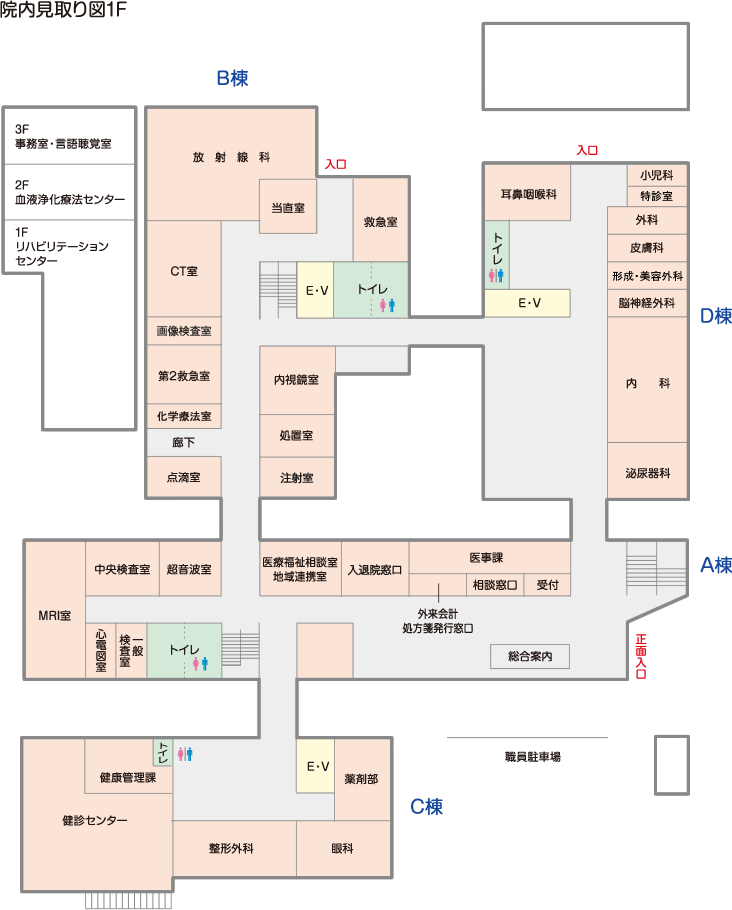 院内見取り図1F
B棟
3F
事務室・言語聴覚室
2F
血液浄化療法センター
1F
リハビリテーション
センター
放射線科
入口
当直室
救急室
CT室
E・V
トイレ
画像検査室
第2救急室
化学療法室
廊下
点滴室
内視鏡室
処置室
注射室
入口
耳鼻咽喉科
トイレ
E・V
小児科
特診室
外科
皮膚科
形成・美容外科
脳神経外科
内科
泌尿器科
D棟
A棟
MRI室
中央検査室
超音波室
医療福祉相談室
地域連携室
入退院窓口
医事課
相談窓口
受付
外来会計
処方箋発行窓口
心電図室
一般
検査室
トイレ
総合案内
正面入口
職員駐車場
C棟
トイレ
健康管理課
健診センター
E・V
薬剤部
整形外科
眼科